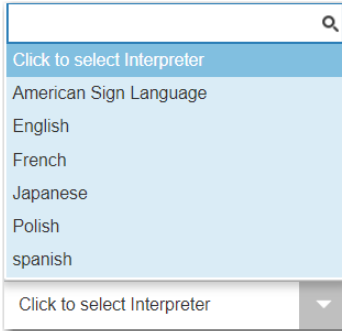 Click to select Interpreter
American Sign Language
English
French
Japanese
Polish
spanish
Click to select Interpreter